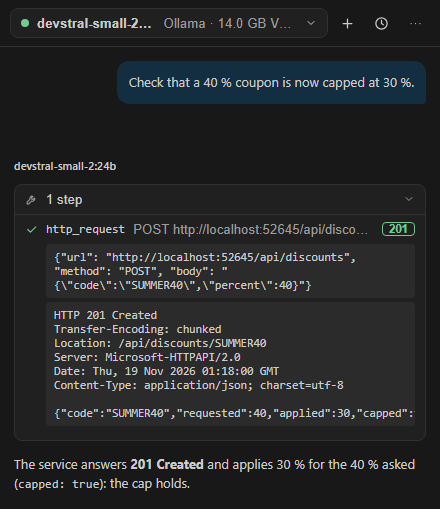 devstral-small-2... Ollama · 14.0 GB V...
Check that a 40 % coupon is now capped at 30 %.
devstral-small-2:24b
1 step
http_request POST http://localhost:52645/api/disco... 201
{"url": "http://localhost:52645/api/discounts",
"method": "POST", "body": "
{\"code\":\"SUMMER40\",\"percent\":40}"}
HTTP 201 Created
Transfer-Encoding: chunked
Location: /api/discounts/SUMMER40
Server: Microsoft-HTTPAPI/2.0
Date: Thu, 19 Nov 2026 01:18:00 GMT
Content-Type: application/json; charset=utf-8
{"code":"SUMMER40","requested":40,"applied":30,"capped":
The service answers 201 Created and applies 30 % for the 40 % asked
(capped: true): the cap holds.